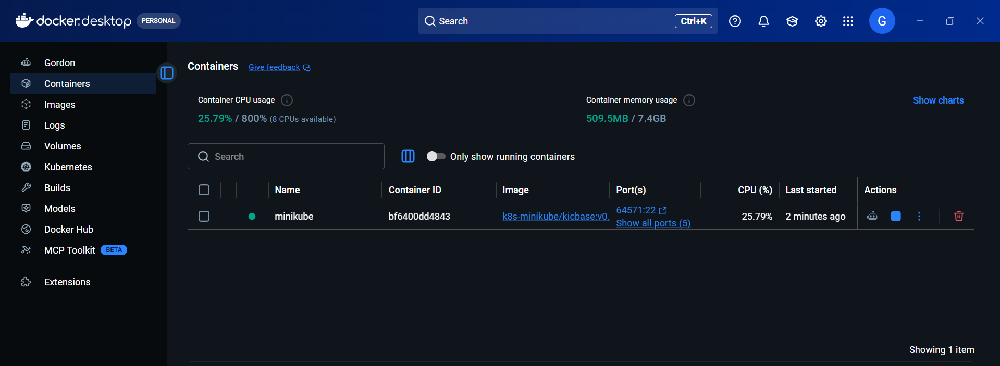 docker.desktop PERSONAL
Search Ctrl+K
G
Gordon
Containers
Images
Logs
Volumes
Kubernetes
Builds
Models
Docker Hub
MCP Toolkit BETA
Extensions
Containers Give feedback
Container CPU usage
25.79% / 800% (8 CPUs available)
Container memory usage
509.5MB / 7.4GB
Show charts
Search
Only show running containers
Name Container ID Image Port(s) CPU (%) Last started Actions
minikube bf6400dd4843 k8s-minikube/kicbase:v0. 64571:22 25.79% 2 minutes ago
Show all ports (5)
Showing 1 item